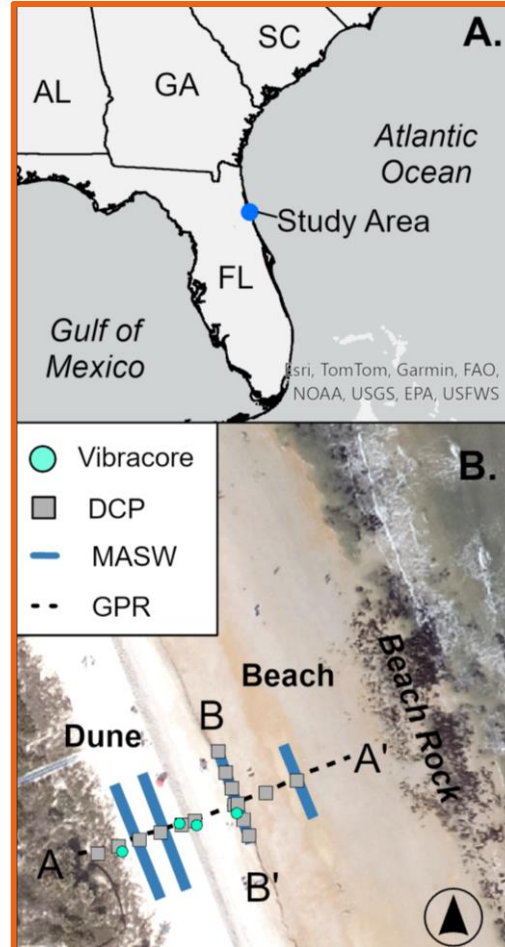 SC
A.
AL
GA
Atlantic
Ocean
Study Area
FL
Gulf of
Mexico
Esri, TomTom, Garmin, FAO,
NOAA, USGS, EPA, USFWS
B.
Vibracore
DCP
MASW
GPR
Beach
Beach Rock
B
Dune
A'
A
B'